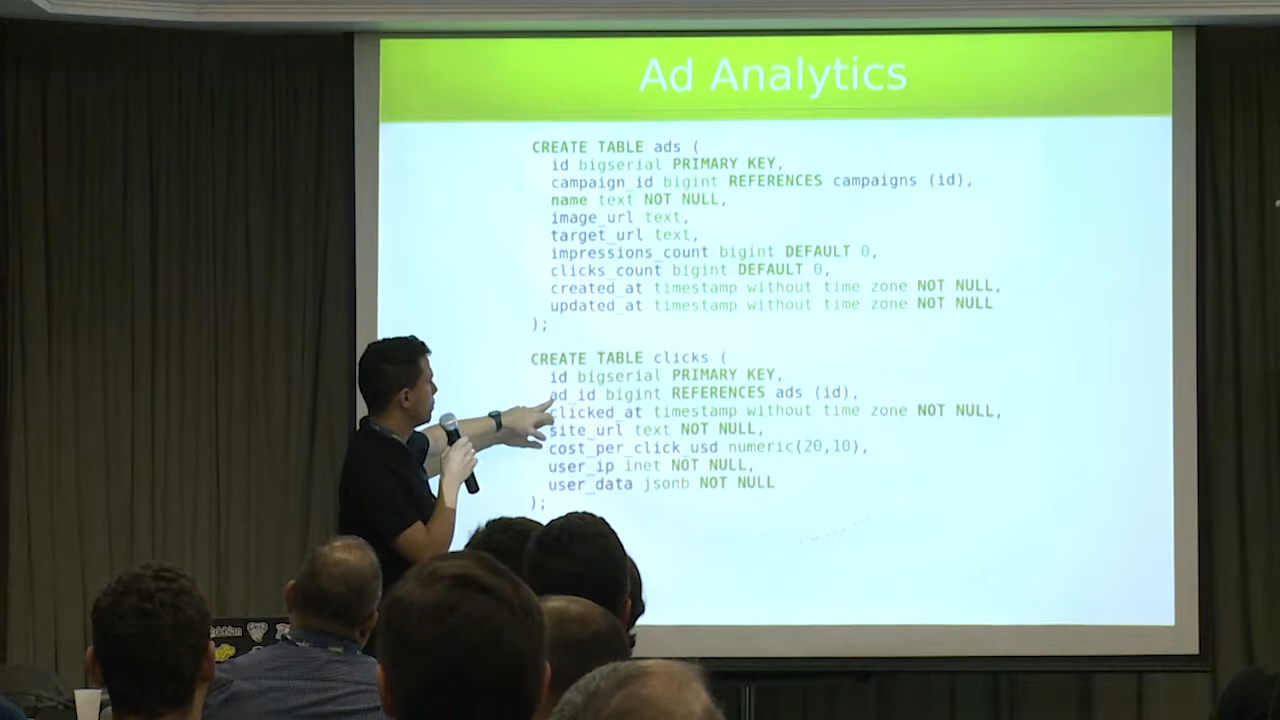 Ad Analytics
CREATE TABLE ads (
id bigserial PRIMARY KEY,
campaign_id bigint REFERENCES campaigns (id),
name text NOT NULL,
image_url text,
target_url text,
impressions_count bigint DEFAULT 0,
clicks_count bigint DEFAULT 0,
created_at timestamp without time zone NOT NULL,
updated_at timestamp without time zone NOT NULL
);
CREATE TABLE clicks (
id bigserial PRIMARY KEY,
ad_id bigint REFERENCES ads (id),
clicked_at timestamp without time zone NOT NULL,
site_url text NOT NULL,
cost_per_click_usd numeric(20,10),
user_ip inet NOT NULL,
user_data jsonb NOT NULL
);
debian